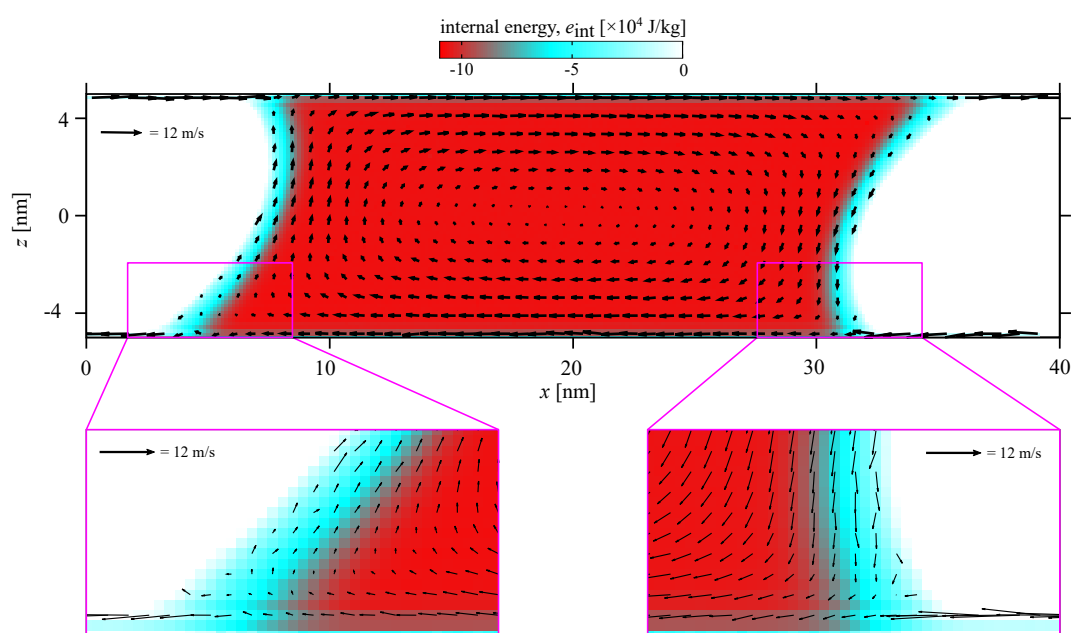 internal energy, eint [×10⁴ J/kg]
-10 -5 0
4
= 12 m/s
z [nm]
0
-4
0 10 20 30 40
x [nm]
= 12 m/s
= 12 m/s